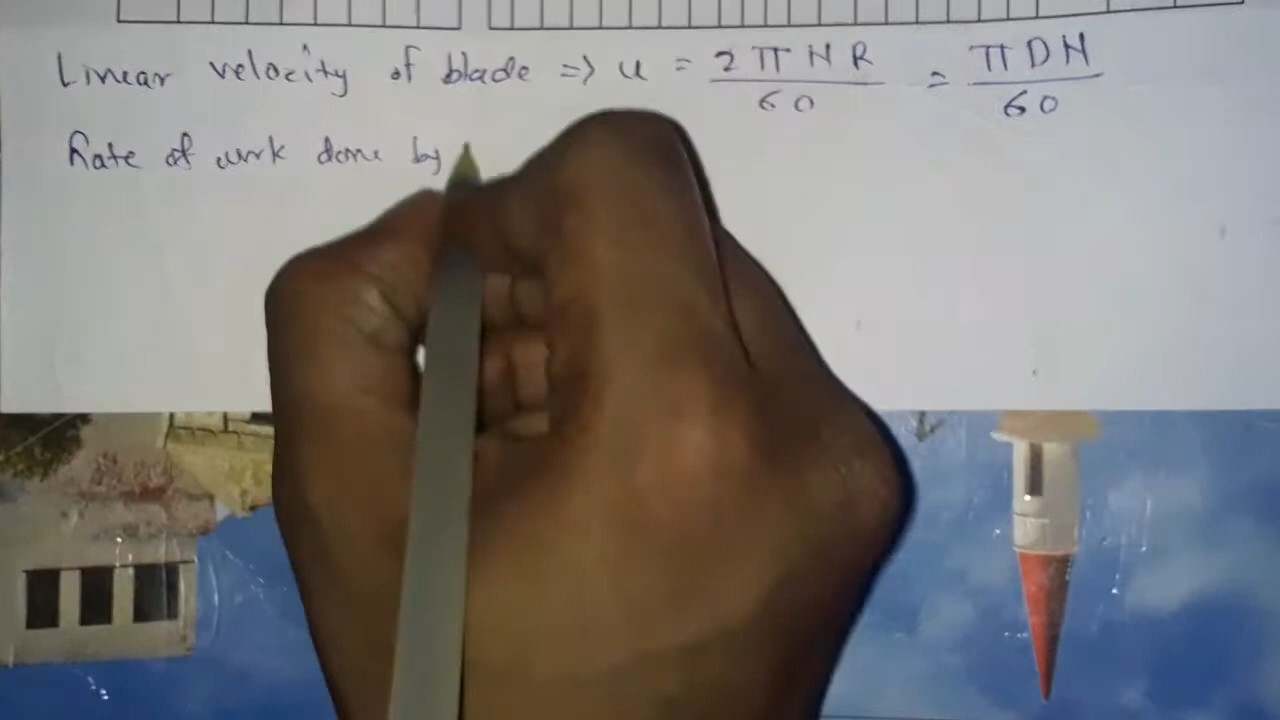 Linear velocity of blade => u = 2πNR/60 = πDN/60
Rate of work done by